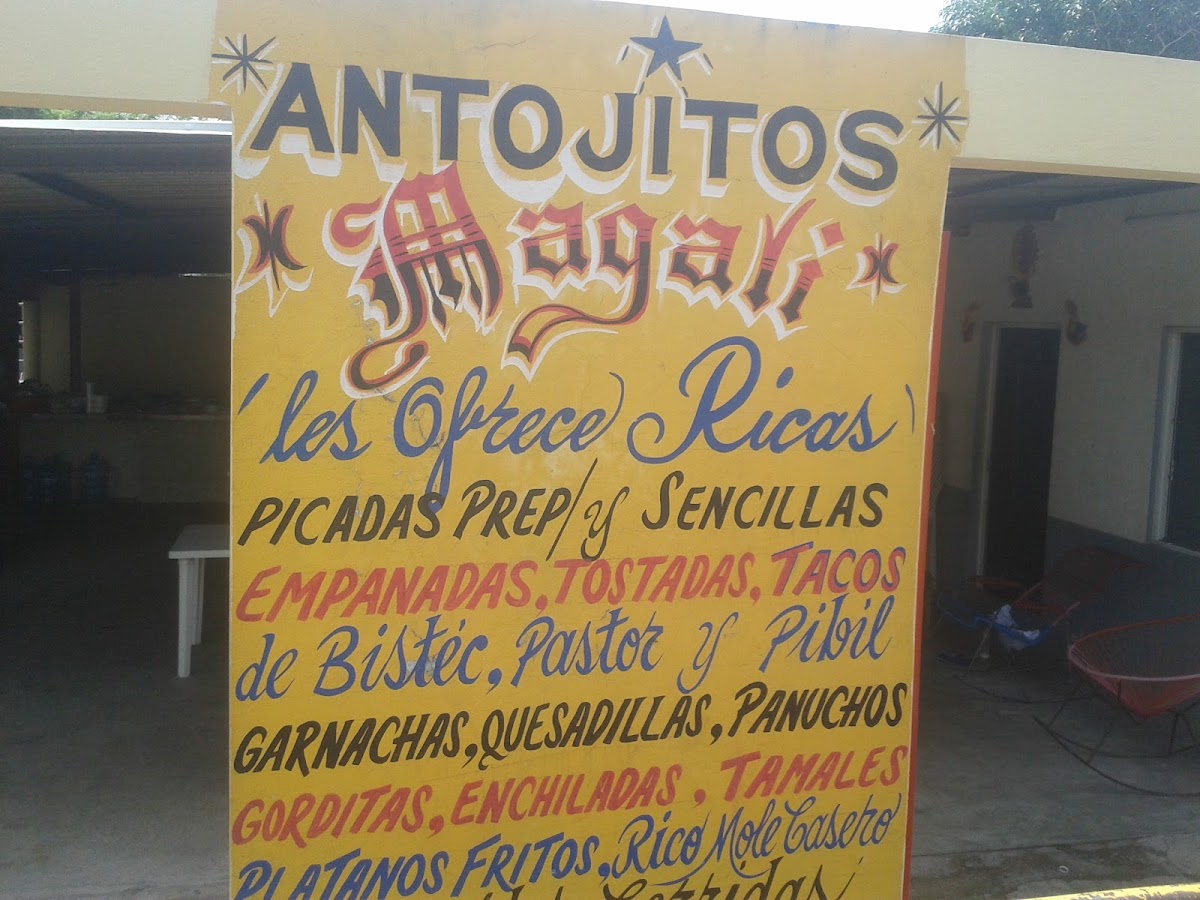 ANTOJITOS
Magali
les Ofrece Ricas
PICADAS PREP/ y SENCILLAS
EMPANADAS, TOSTADAS, TACOS
de Bistéc, Pastor y Pibil
GARNACHAS, QUESADILLAS, PANUCHOS
GORDITAS, ENCHILADAS, TAMALES
PLATANOS FRITOS, Rico Mole Casero
Corridas